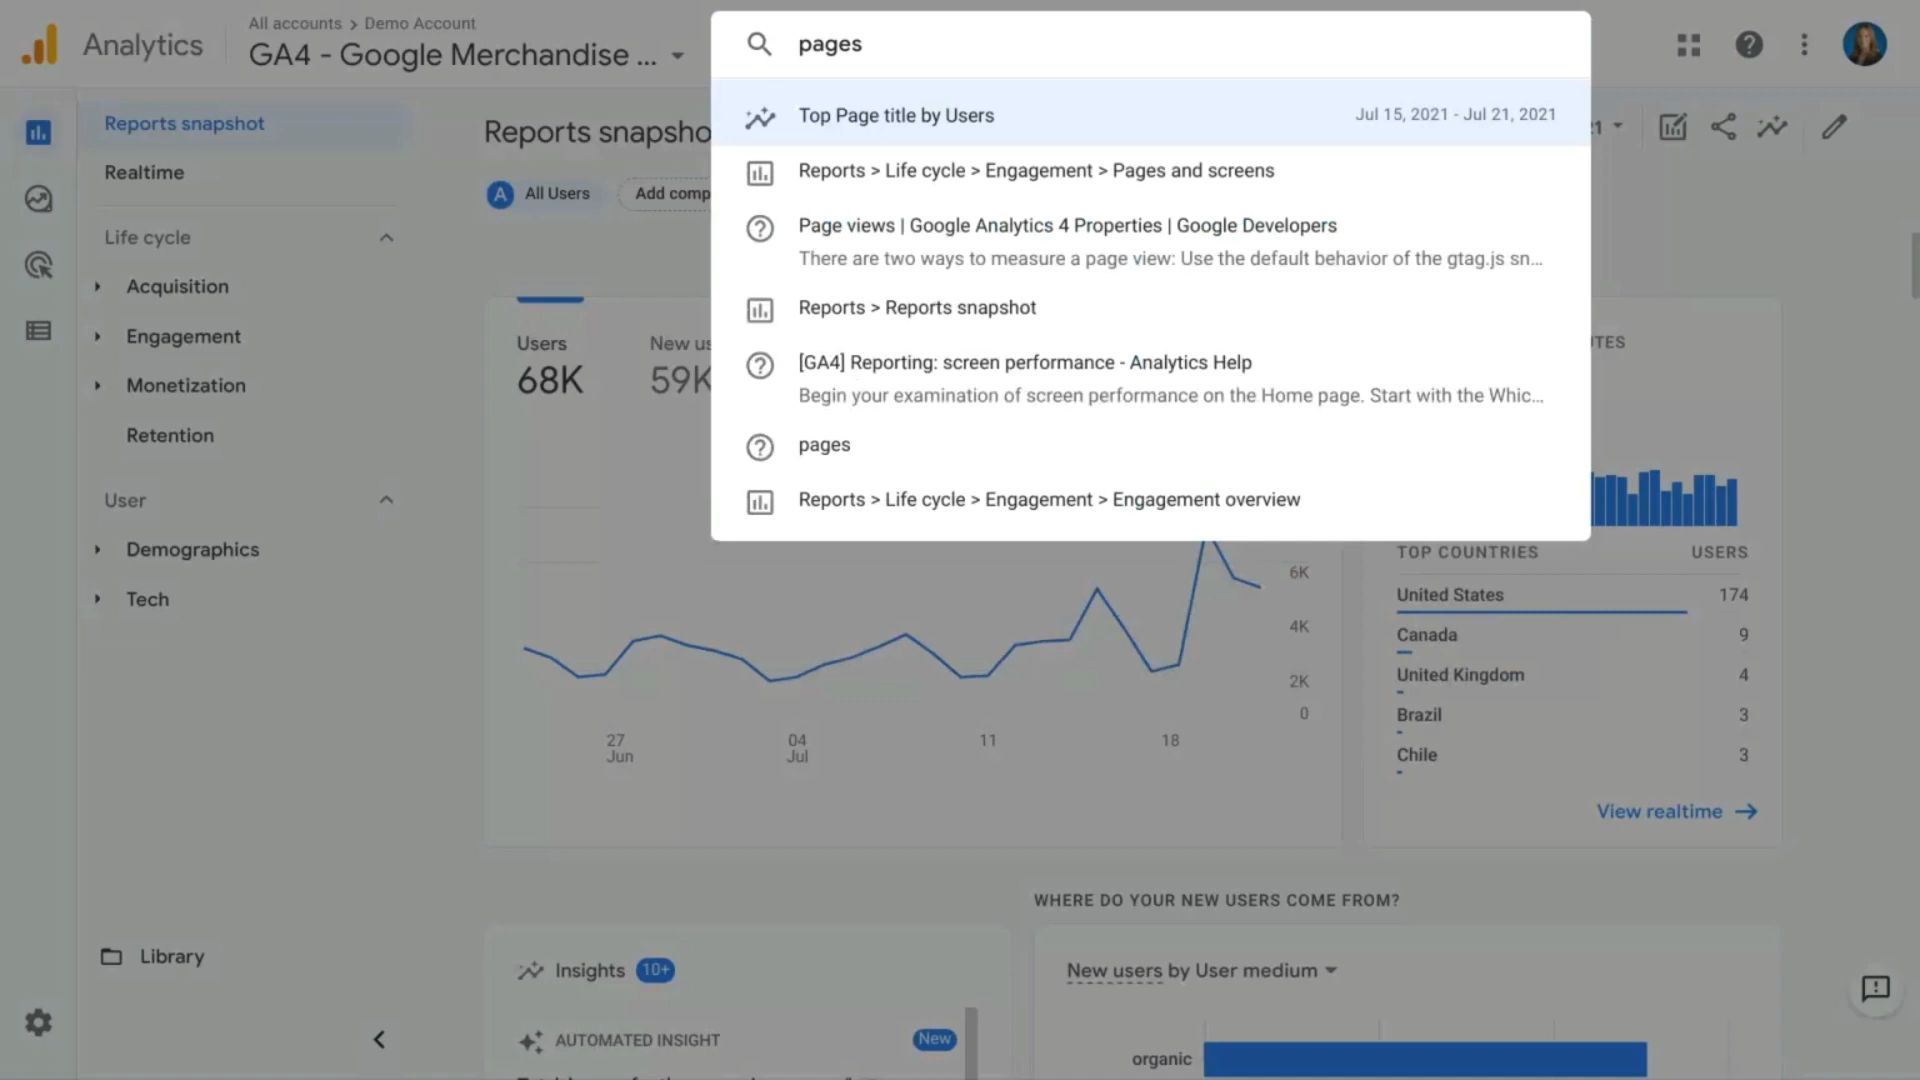 All accounts > Demo Account
Analytics
GA4 - Google Merchandise ...
pages
Top Page title by Users
Jul 15, 2021 - Jul 21, 2021
Reports > Life cycle > Engagement > Pages and screens
Page views | Google Analytics 4 Properties | Google Developers
There are two ways to measure a page view: Use the default behavior of the gtag.js sn...
Reports > Reports snapshot
[GA4] Reporting: screen performance - Analytics Help
Begin your examination of screen performance on the Home page. Start with the Whic...
pages
Reports > Life cycle > Engagement > Engagement overview
Reports snapshot
Realtime
Life cycle
Acquisition
Engagement
Monetization
Retention
User
Demographics
Tech
Library
Reports snapsho
A All Users
Add comp
Users
68K
New us
59K
6K
4K
2K
0
27
Jun
04
Jul
11
18
TOP COUNTRIES USERS
United States 174
Canada 9
United Kingdom 4
Brazil 3
Chile 3
View realtime
Insights 10+
AUTOMATED INSIGHT New
WHERE DO YOUR NEW USERS COME FROM?
New users by User medium
organic